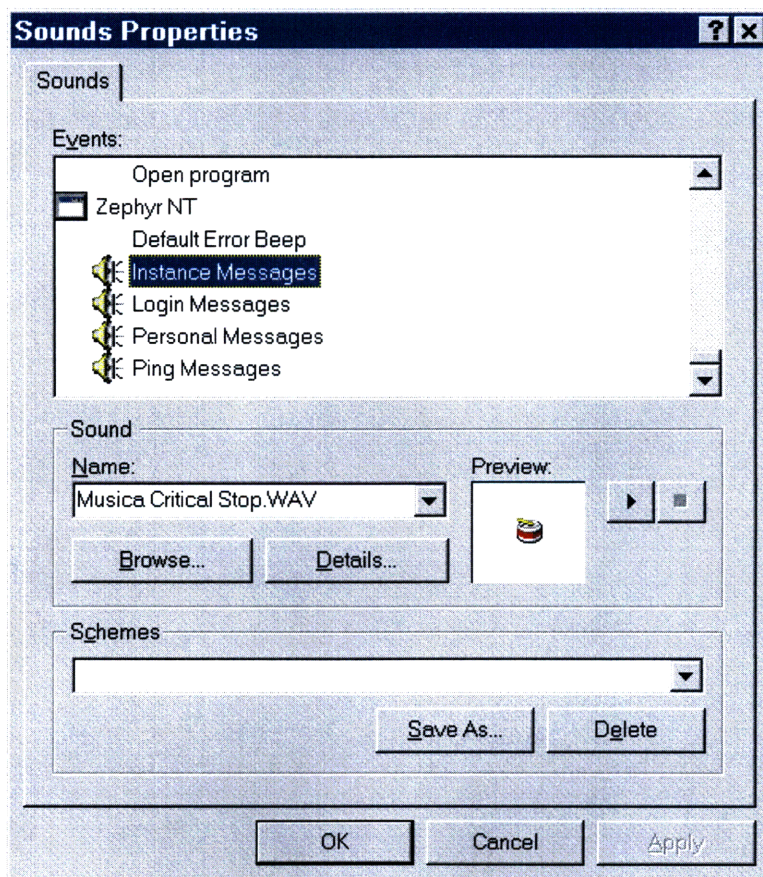 Sounds Properties
Sounds
Events:
Open program
Zephyr NT
Default Error Beep
Instance Messages
Login Messages
Personal Messages
Ping Messages
Sound
Name:
Preview:
Musica Critical Stop.WAV
Browse...
Details...
Schemes
Save As...
Delete
OK
Cancel
Apply